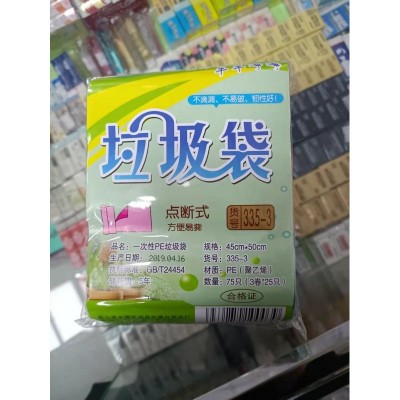 不滴漏、不易破、韧性好!
垃圾袋
点断式
方便易撕
货号
335-3
品名：一次性PE垃圾袋
规格：45cm*50cm
生产日期：2019.04.16
货号：335-3
GB/T24454
材质：PE（聚乙烯）
数量：75只（3卷*25只）
合格证